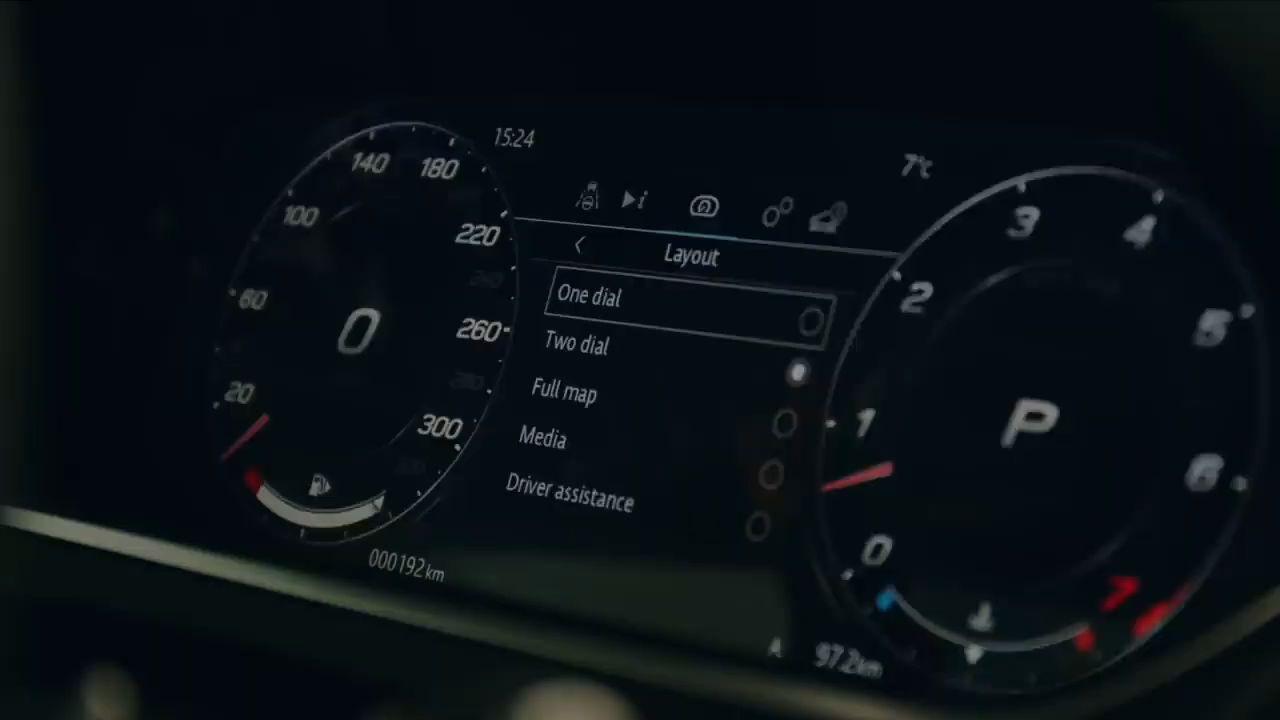 15:24
7°C
140 180
100
220
60
260
20
300
0
000192 km
Layout
One dial
Two dial
Full map
Media
Driver assistance
3
4
2
5
1
6
0
7
P
A 97.2km